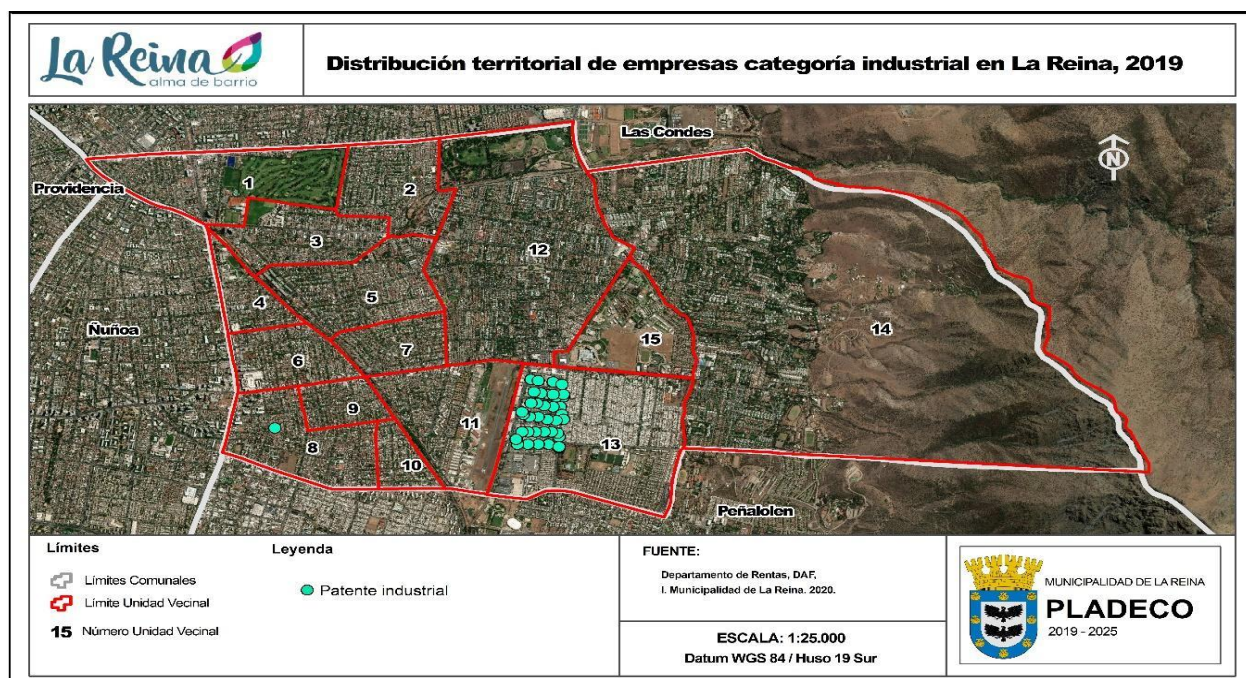 La Reina
alma de barrio
Distribución territorial de empresas categoría industrial en La Reina, 2019
Las Condes
N
Providencia
1
2
3
12
4
5
Ñuñoa
15
14
6
7
9
11
8
10
13
Peñalolen
Límites
Límites Comunales
Límite Unidad Vecinal
15 Número Unidad Vecinal
Leyenda
Patente industrial
FUENTE:
Departamento de Rentas, DAF,
I. Municipalidad de La Reina. 2020.
ESCALA: 1:25.000
Datum WGS 84 / Huso 19 Sur
MUNICIPALIDAD DE LA REINA
PLADECO
2019 - 2025